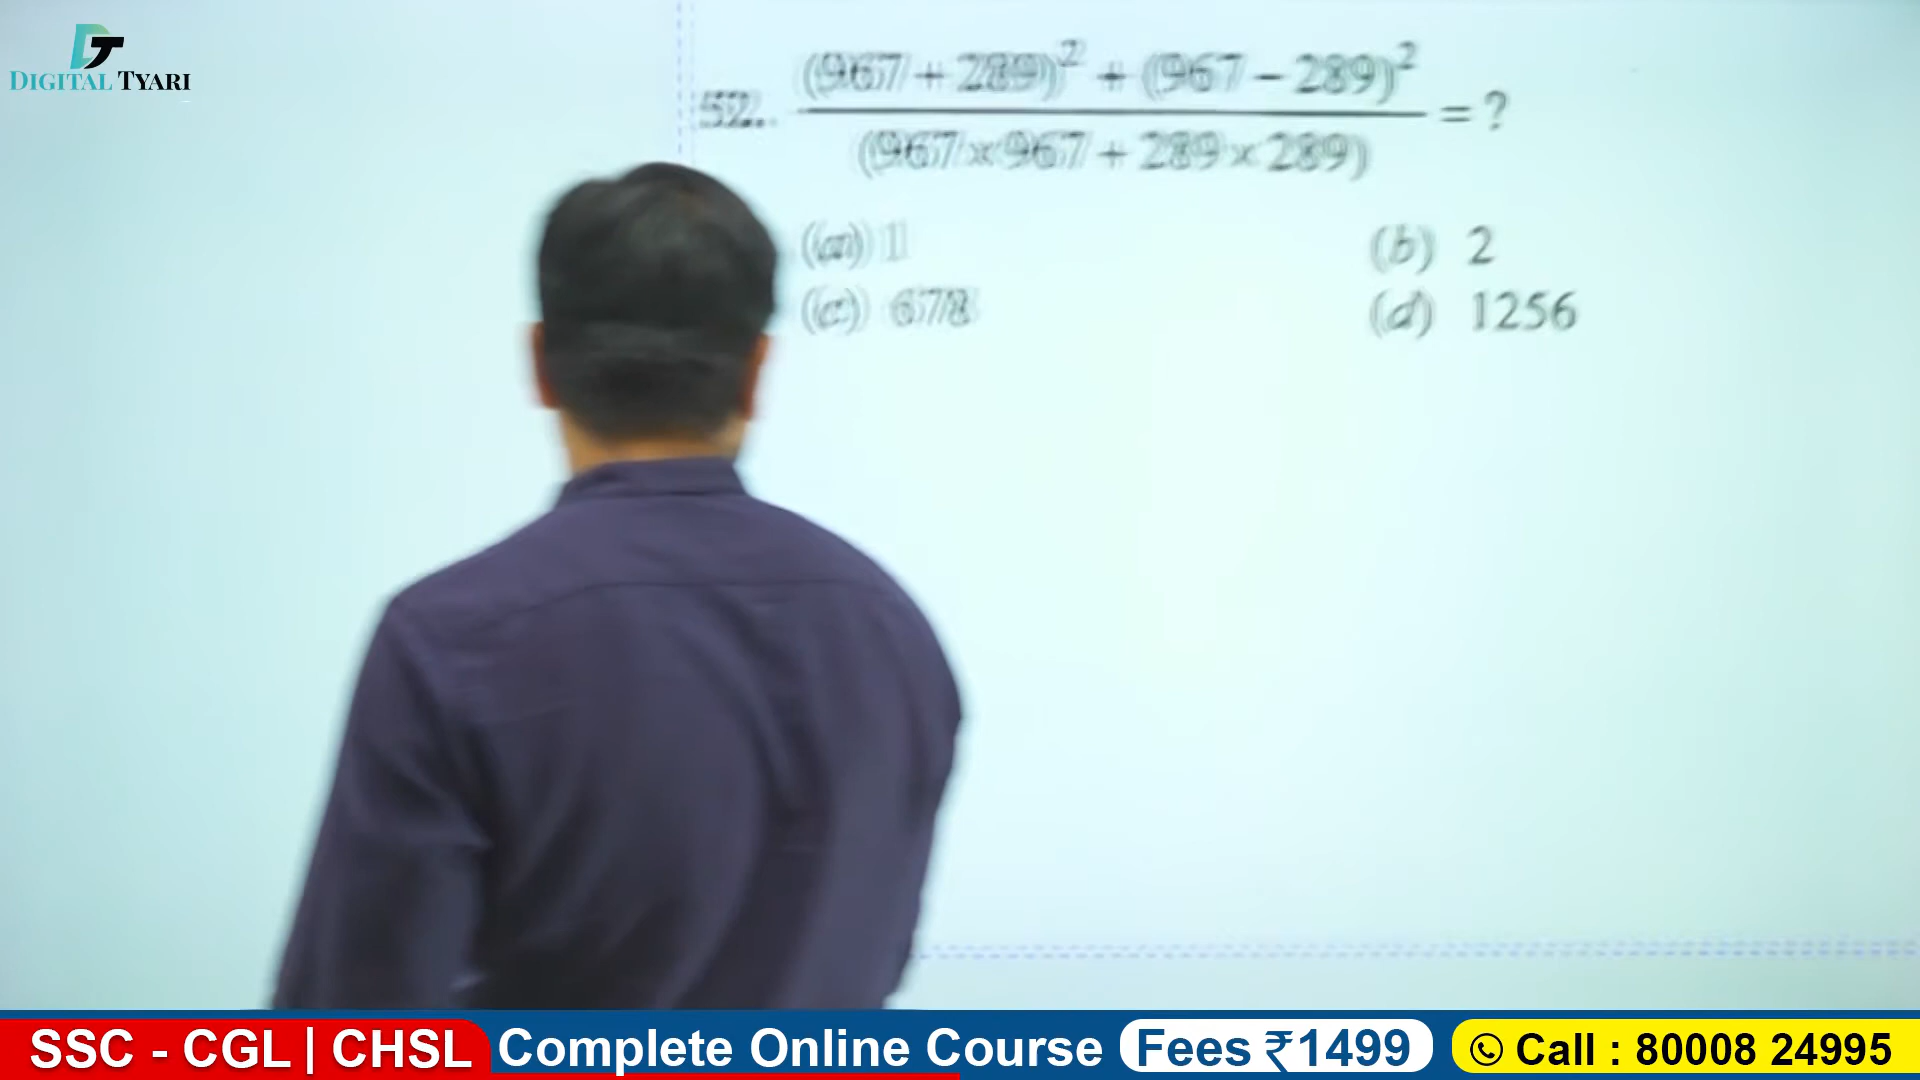 DT
DIGITAL TYARI
52. (967 + 289)² + (967 − 289)² / (967 × 967 + 289 × 289) = ?
(a) 1 (b) 2
(c) 678 (d) 1256
SSC - CGL | CHSL Complete Online Course Fees ₹1499 Call : 80008 24995